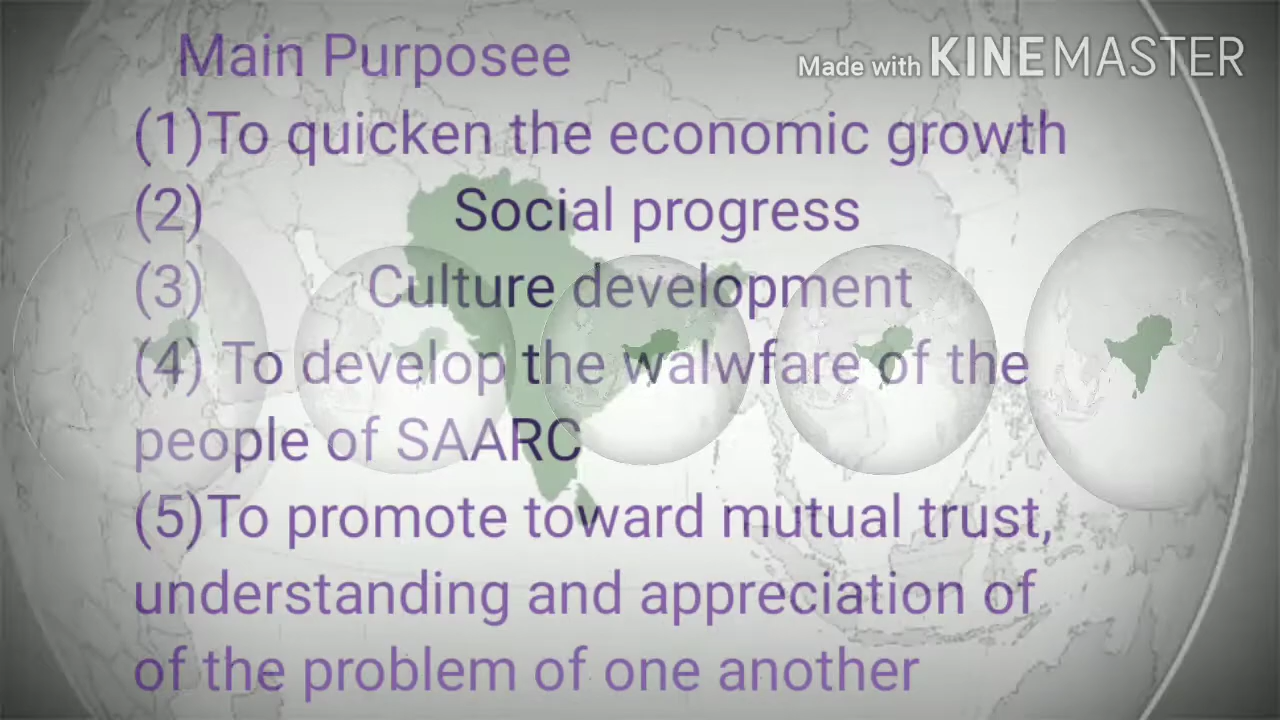 Main Purposee
Made with KINEMASTER
(1)To quicken the economic growth
(2) Social progress
(3) Culture development
(4) To develop the walwfare of the
people of SAARC
(5)To promote toward mutual trust,
understanding and appreciation of
of the problem of one another